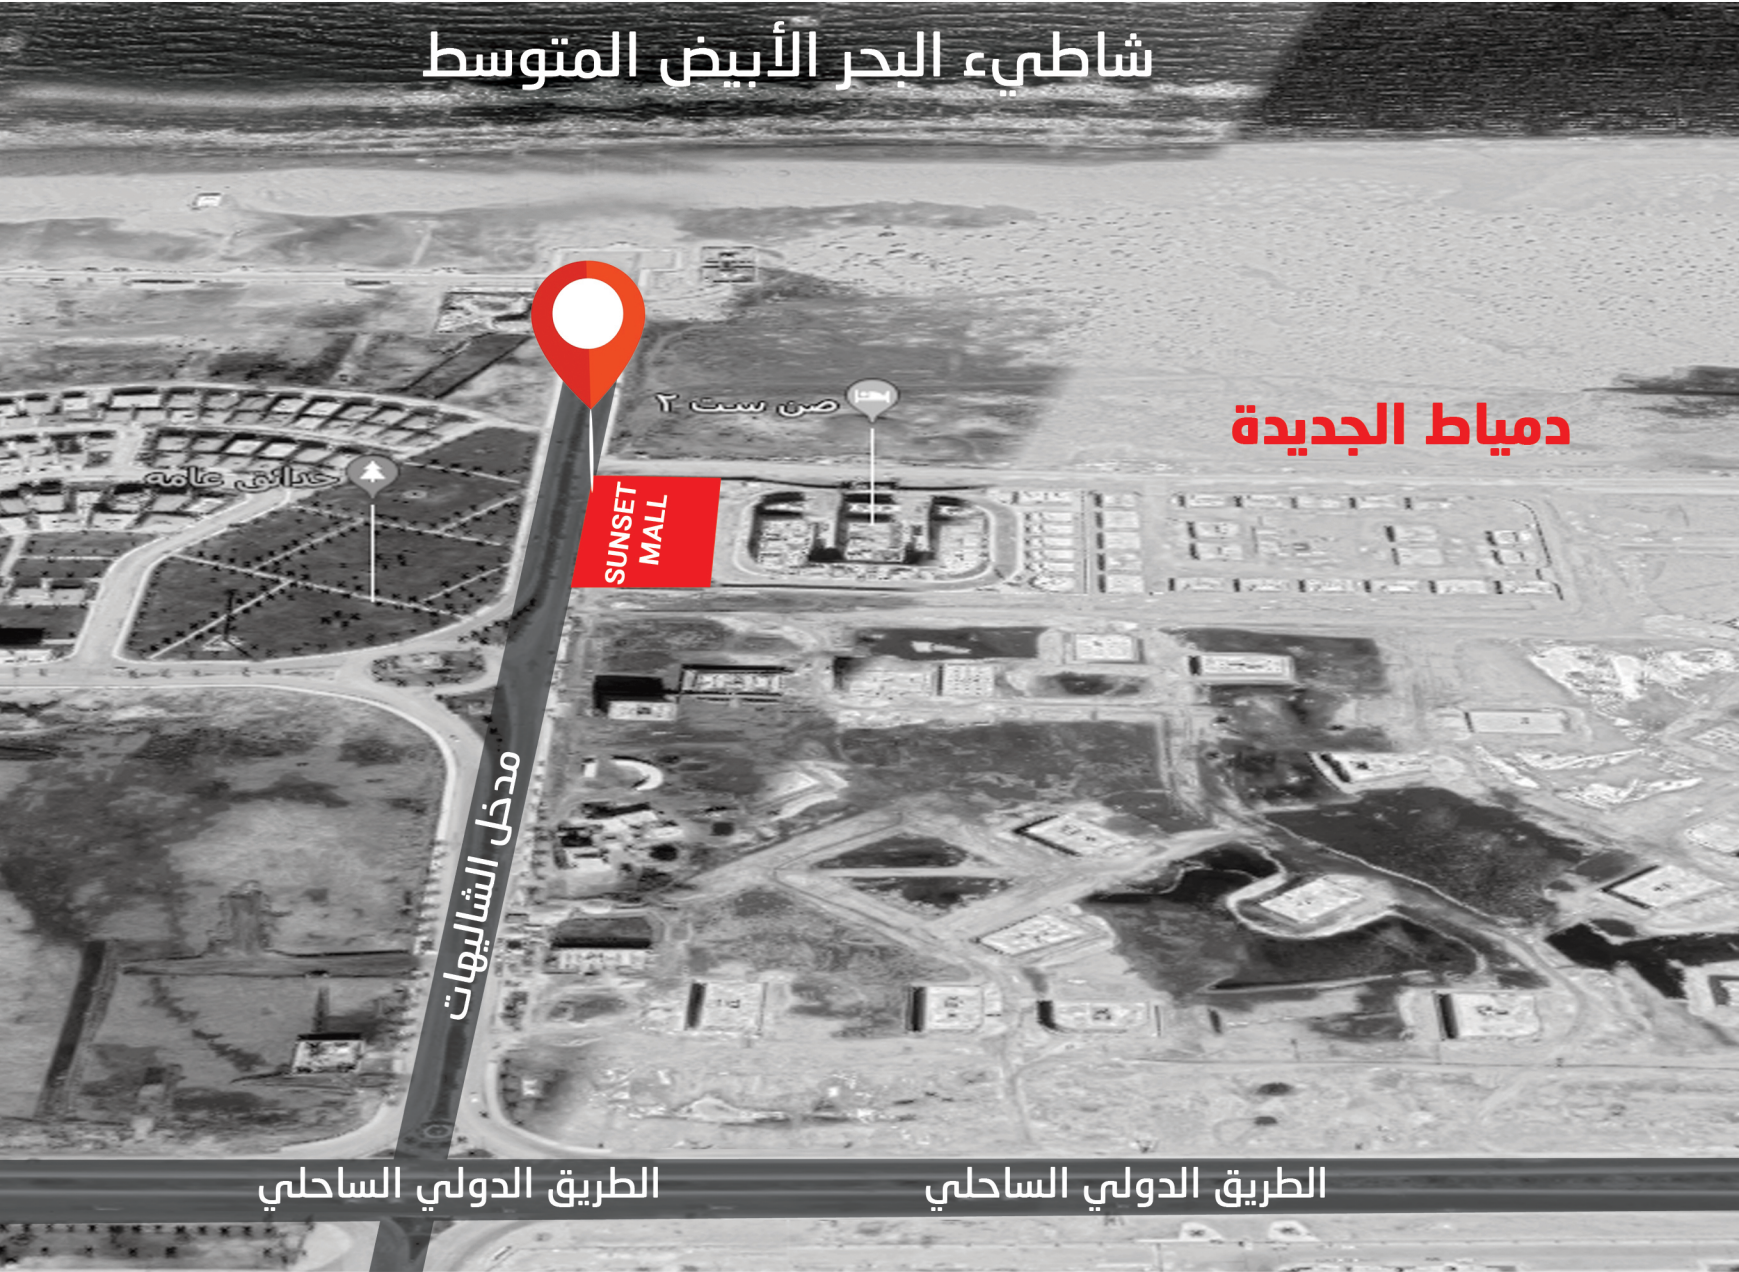 شاطيء البحر الأبيض المتوسط
صن ست ٢
دمياط الجديدة
حدائق عامه
SUNSET
MALL
مدخل الشاليهات
الطريق الدولي الساحلي
الطريق الدولي الساحلي